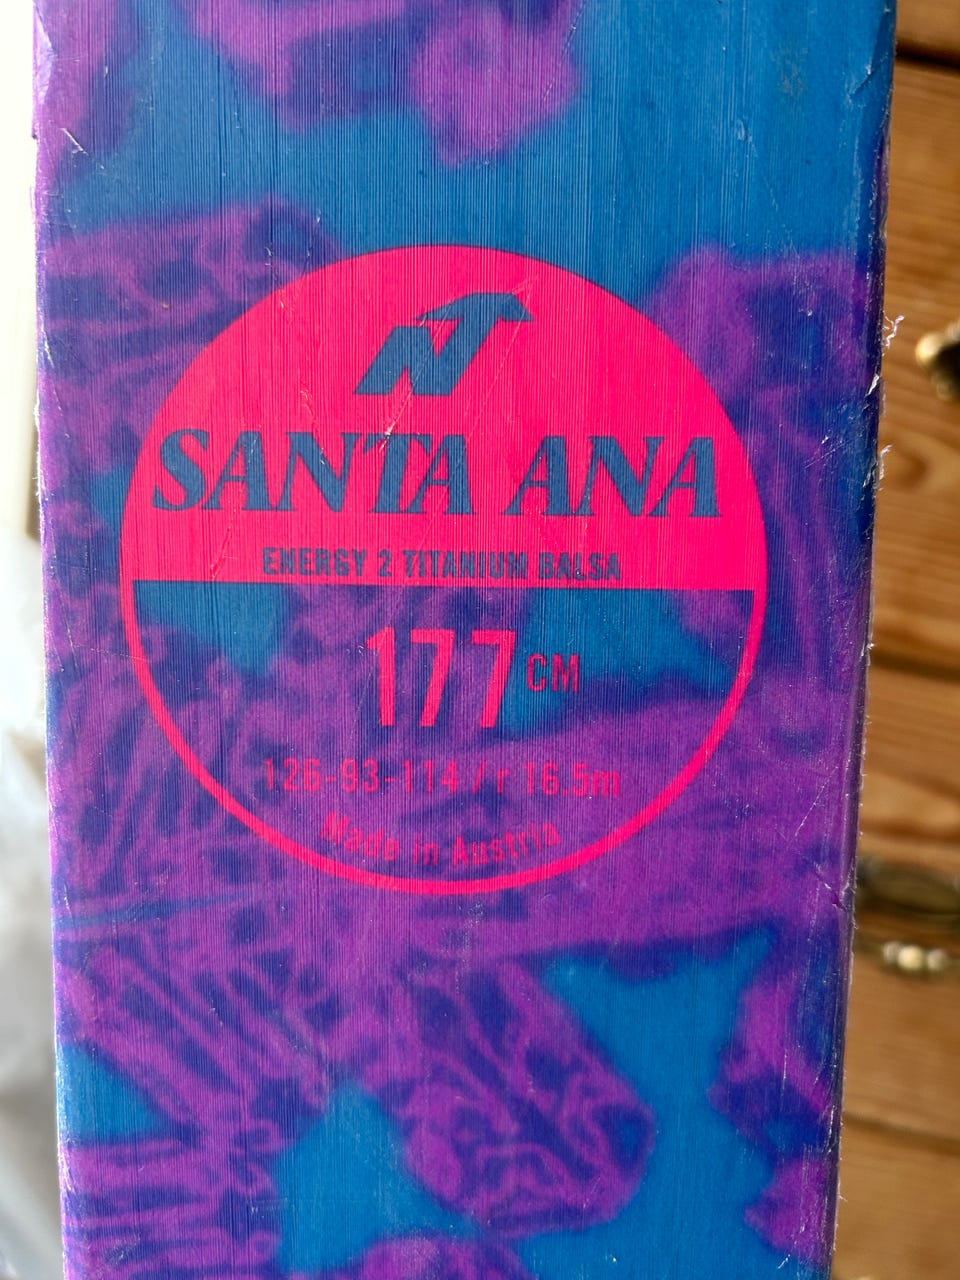 N
SANTA ANA
ENERGY 2 TITANIUM BALSA
177 CM
126-93-114 / r 16.5m
Made in Austria